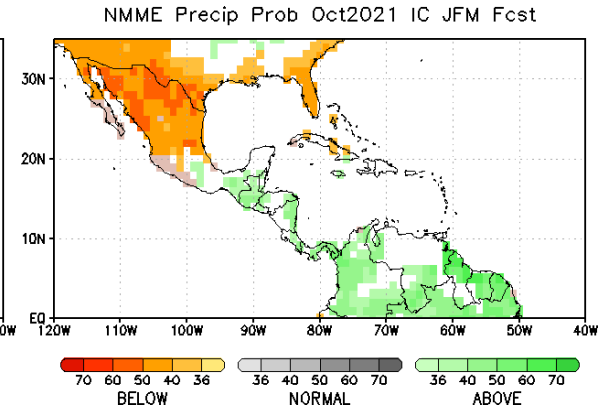 NMME Precip Prob Oct2021 IC JFM Fcst
30N
20N
10N
EQ
0W 120W 110W 100W 90W 80W 70W 60W 50W 40W
70 60 50 40 36 36 40 60 70 36 40 50 60 70
BELOW NORMAL ABOVE